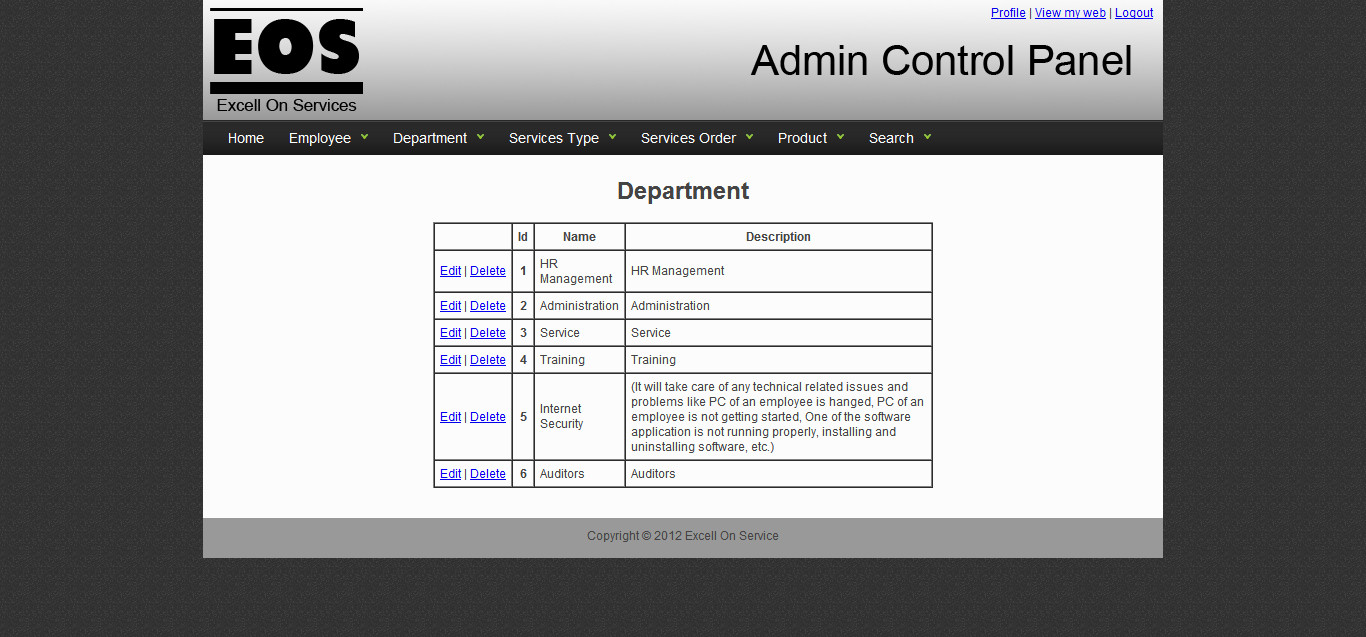 EOS
Excell On Services
Profile | View my web | Logout
Admin Control Panel
Home Employee Department Services Type Services Order Product Search
Department
Id Name Description
Edit | Delete 1 HR Management HR Management
Edit | Delete 2 Administration Administration
Edit | Delete 3 Service Service
Edit | Delete 4 Training Training
Edit | Delete 5 Internet Security (It will take care of any technical related issues and
problems like PC of an employee is hanged, PC of an
employee is not getting started, One of the software
application is not running properly, installing and
uninstalling software, etc.)
Edit | Delete 6 Auditors Auditors
Copyright © 2012 Excell On Service